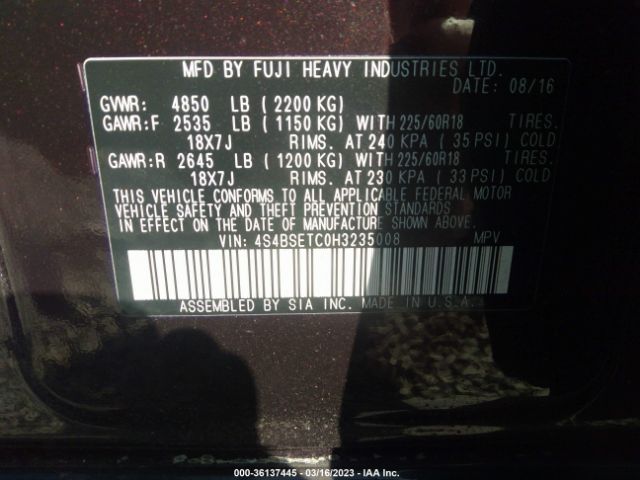 MFD BY FUJI HEAVY INDUSTRIES LTD.
DATE: 08/16
GVWR: 4850 LB (2200 KG)
GAWR:F 2535 LB (1150 KG) WITH 225/60R18 TIRES.
18X7J RIMS. AT 240 KPA (35 PSI) COLD
GAWR:R 2645 LB (1200 KG) WITH 225/60R18 TIRES.
18X7J RIMS. AT 230 KPA (33 PSI) COLD
THIS VEHICLE CONFORMS TO ALL APPLICABLE FEDERAL MOTOR
VEHICLE SAFETY AND THEFT PREVENTION STANDARDS
IN EFFECT ON THE DATE OF MANUFACTURE SHOWN ABOVE.
VIN: 4S4BSETC0H3235008 MPV
ASSEMBLED BY SIA INC. MADE IN U.S.A.
000-36137445 - 03/16/2023 - IAA Inc.